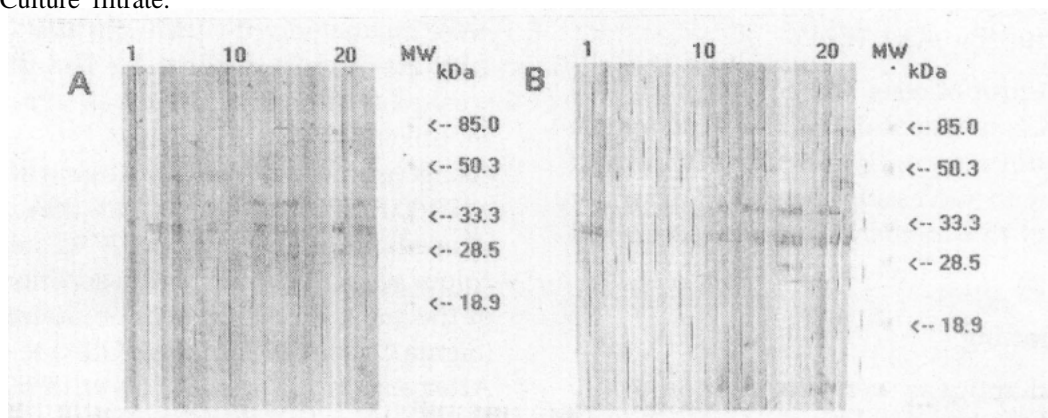 Culture filtrate.
1 10 20 MW
kDa
A
<-- 85.0
<-- 50.3
<-- 33.3
<-- 28.5
<-- 18.9
1 10 20 MW
kDa
B
<-- 85.0
<-- 50.3
<-- 33.3
<-- 28.5
<-- 18.9